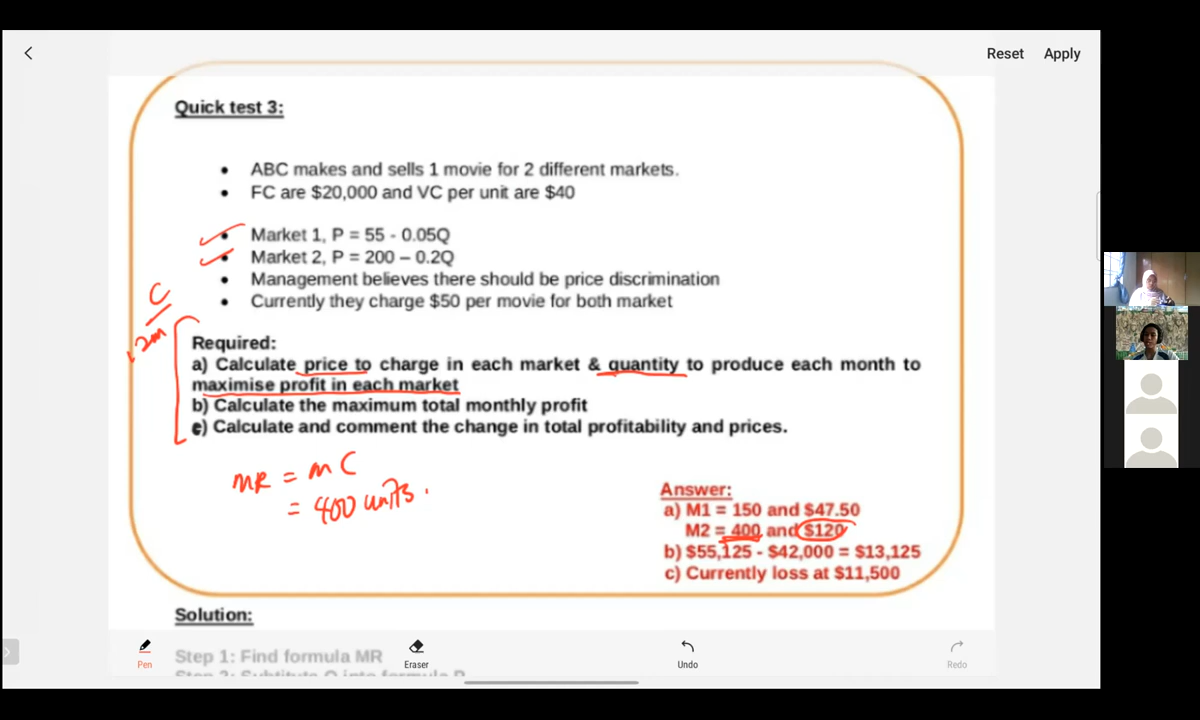 Reset Apply
Quick test 3:
• ABC makes and sells 1 movie for 2 different markets.
• FC are $20,000 and VC per unit are $40
• Market 1, P = 55 - 0.05Q
• Market 2, P = 200 – 0.2Q
• Management believes there should be price discrimination
• Currently they charge $50 per movie for both market
C
12m
Required:
a) Calculate price to charge in each market & quantity to produce each month to
maximise profit in each market
b) Calculate the maximum total monthly profit
c) Calculate and comment the change in total profitability and prices.
MR = MC
= 400 units.
Answer:
a) M1 = 150 and $47.50
M2 = 400 and $120
b) $55,125 - $42,000 = $13,125
c) Currently loss at $11,500
Solution:
Step 1: Find formula MR
Pen Eraser Undo Redo